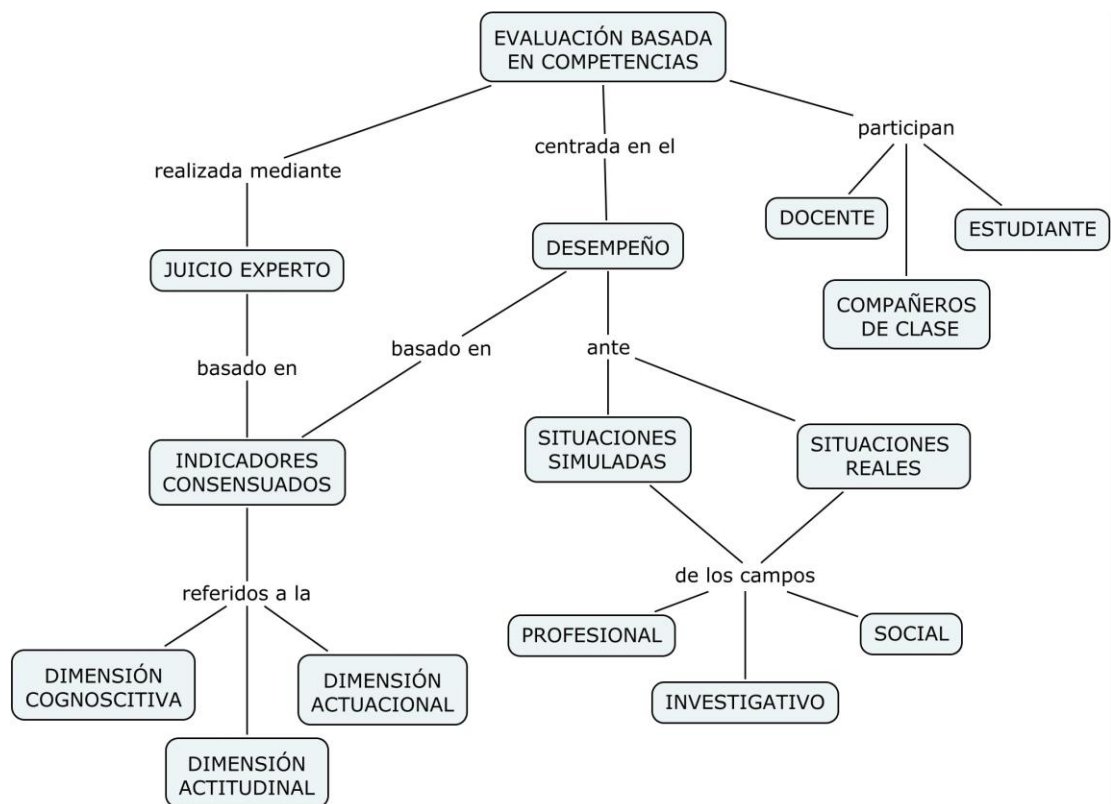 EVALUACIÓN BASADA
EN COMPETENCIAS
participan
centrada en el
realizada mediante
DOCENTE
ESTUDIANTE
DESEMPEÑO
JUICIO EXPERTO
COMPAÑEROS
DE CLASE
basado en
ante
basado en
SITUACIONES
SIMULADAS
SITUACIONES
REALES
INDICADORES
CONSENSUADOS
de los campos
referidos a la
PROFESIONAL
SOCIAL
DIMENSIÓN
COGNOSCITIVA
DIMENSIÓN
ACTUACIONAL
INVESTIGATIVO
DIMENSIÓN
ACTITUDINAL